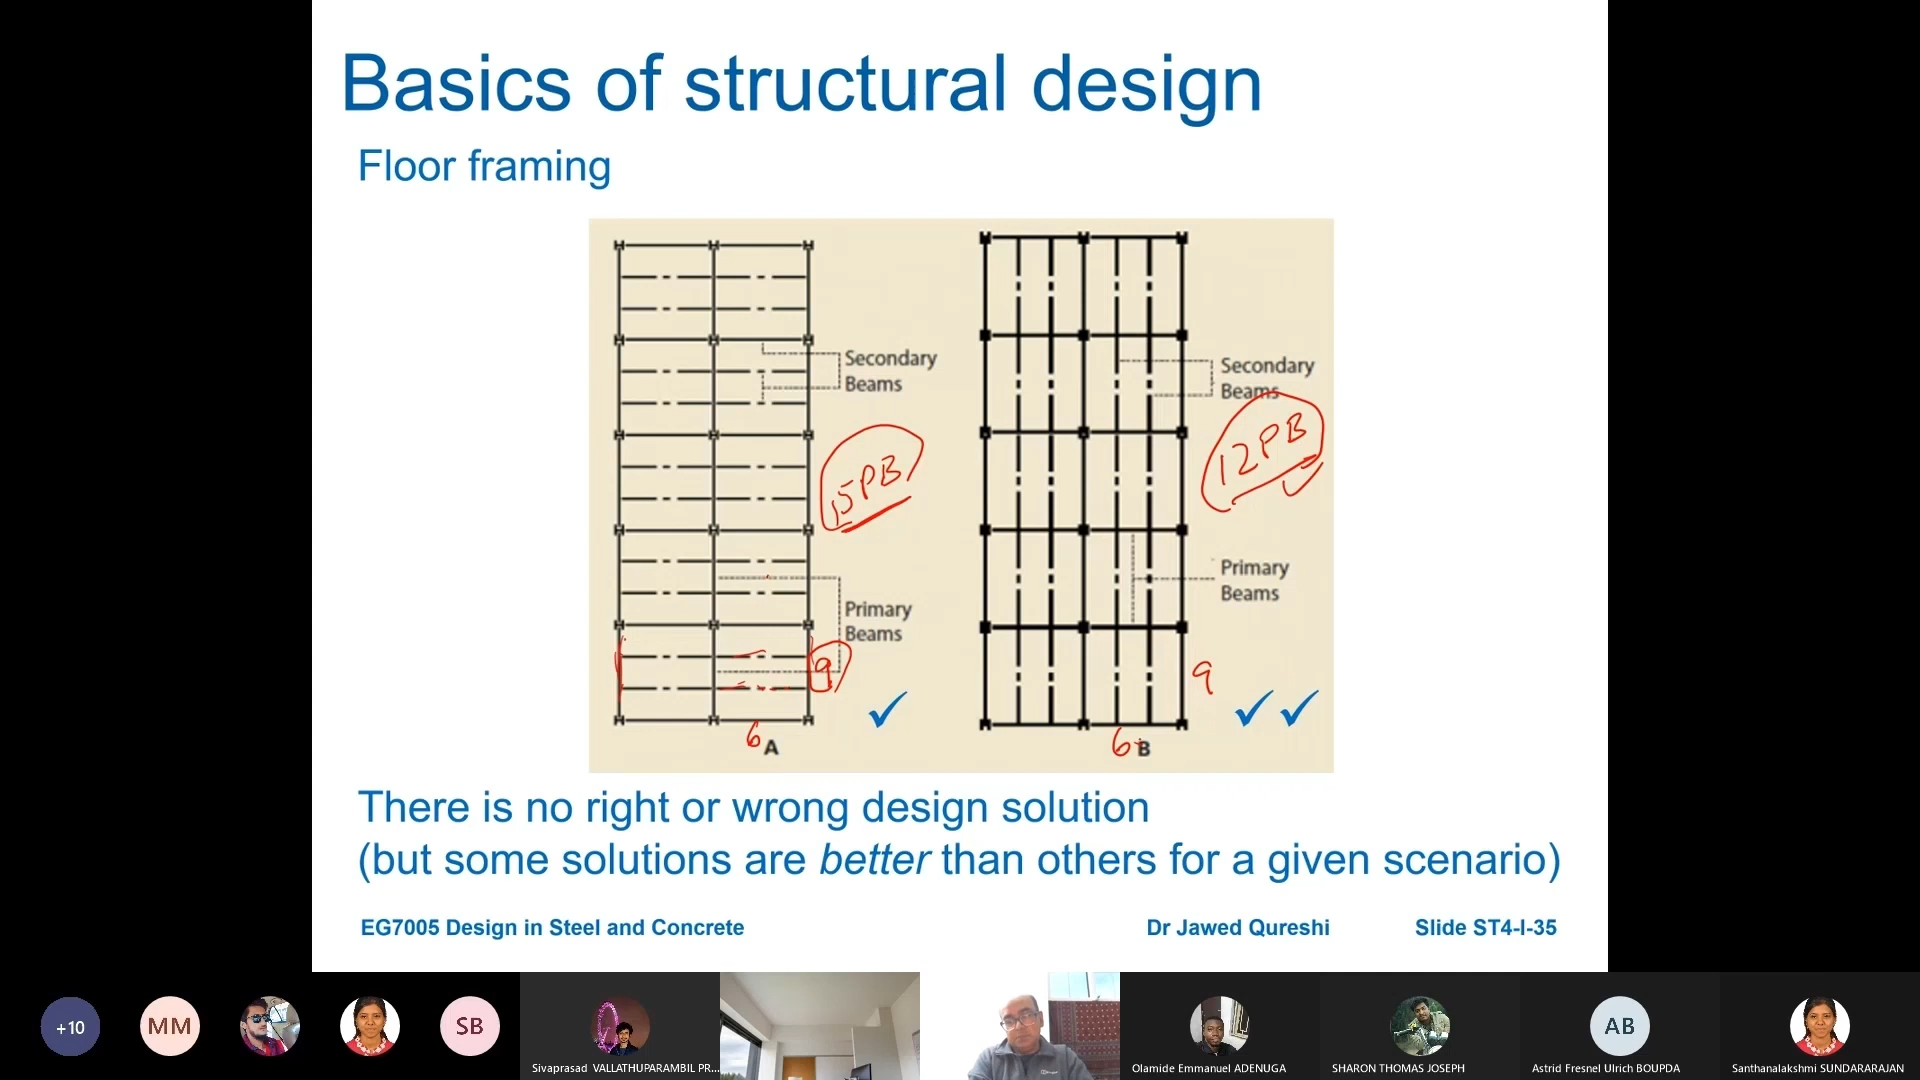 Basics of structural design
Floor framing
Secondary
Beams
15PB
Primary
Beams
9
6
A
Secondary
Beams
12PB
Primary
Beams
9
6
B
There is no right or wrong design solution
(but some solutions are better than others for a given scenario)
EG7005 Design in Steel and Concrete
Dr Jawed Qureshi
Slide ST4-I-35
+10
MM
SB
Sivaprasad VALLATHUPARAMBIL PR...
Olamide Emmanuel ADENUGA
SHARON THOMAS JOSEPH
AB
Astrid Fresnel Ulrich BOUPDA
Santhanalakshmi SUNDARARAJAN